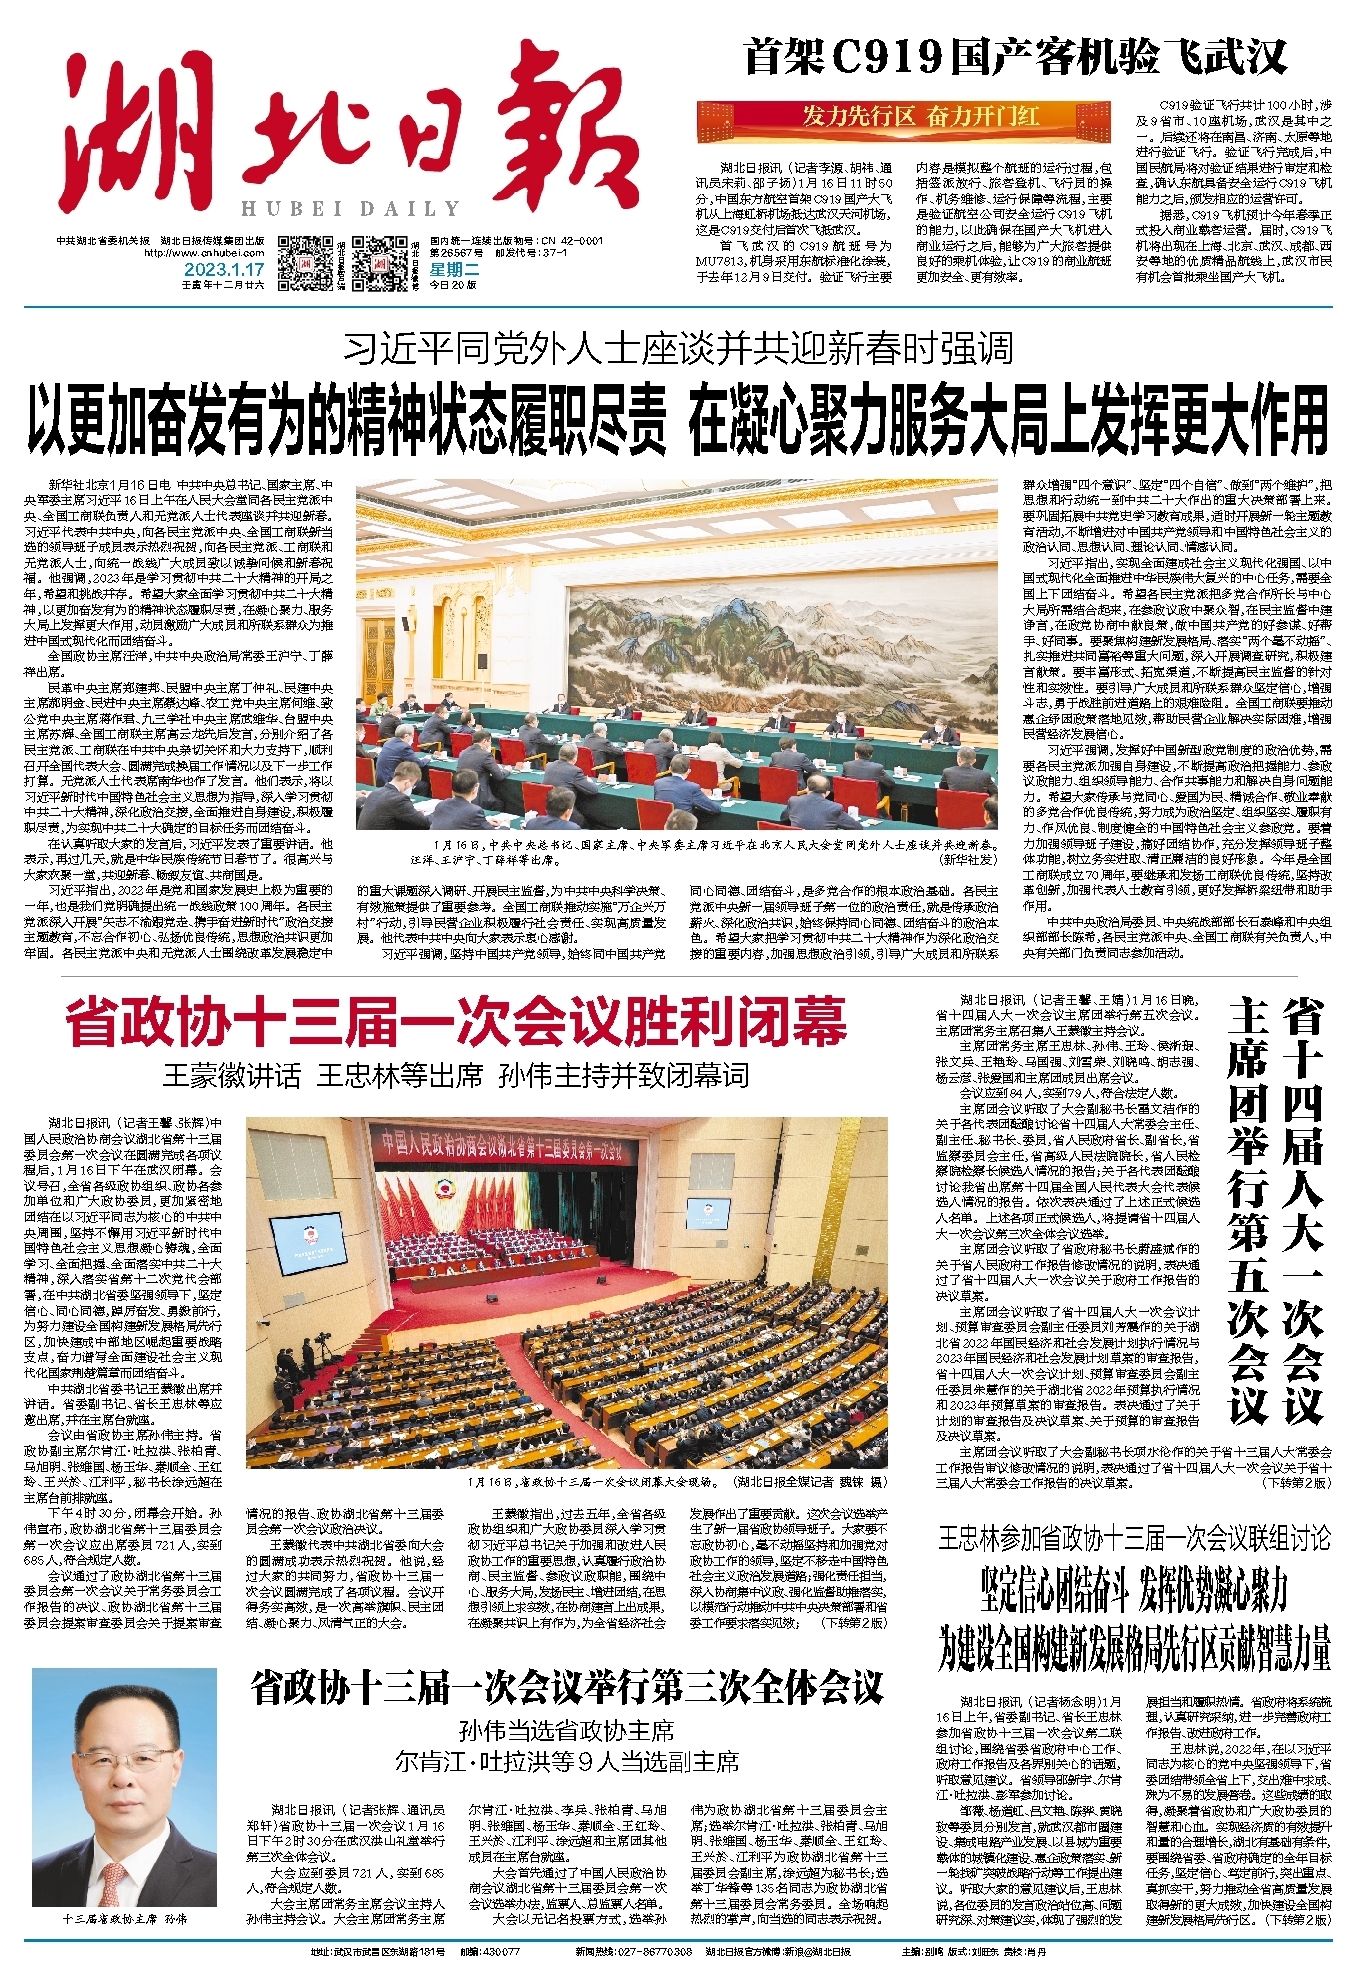 湖北日報
HUBEI DAILY
中共湖北省委机关报 湖北日报传媒集团出版
http://www.cnhubei.com
2023.1.17
壬寅年十二月廿六
国内统一连续出版物号:CN 42-0001
第26567号 邮发代号:37-1
星期二
今日20版
首架C919国产客机验飞武汉
发力先行区 奋力开门红
湖北日报讯(记者李源、胡祎、通
讯员宋莉、邵子扬)1月16日11时50
分,中国东方航空首架C919国产大飞
机从上海虹桥机场抵达武汉天河机场,
这是C919交付后首次飞抵武汉。
首飞武汉的C919航班号为
MU7813,机身采用东航标准化涂装,
于去年12月9日交付。验证飞行主要
内容是模拟整个航班的运行过程,包
括签派放行、旅客登机、飞行员的操
作、机务维修、运行保障等流程,主要
是验证航空公司安全运行C919飞机
的能力,以此确保在国产大飞机进入
商业运行之后,能够为广大旅客提供
良好的乘机体验,让C919的商业航班
更加安全、更有效率。
C919验证飞行共计100小时,涉
及9省市、10座机场,武汉是其中之
一。后续还将在南昌、济南、太原等地
进行验证飞行。验证飞行完成后,中
国民航局将对验证结果进行审定和检
查,确认东航具备安全运行C919飞机
能力之后,颁发相应的运营许可。
据悉,C919飞机预计今年春季正
式投入商业载客运营。届时,C919飞
机将出现在上海、北京、武汉、成都、西
安等地的优质精品航线上,武汉市民
有机会首批乘坐国产大飞机。
习近平同党外人士座谈并共迎新春时强调
以更加奋发有为的精神状态履职尽责 在凝心聚力服务大局上发挥更大作用
新华社北京1月16日电 中共中央总书记、国家主席、中
央军委主席习近平16日上午在人民大会堂同各民主党派中
央、全国工商联负责人和无党派人士代表座谈并共迎新春。
习近平代表中共中央,向各民主党派中央、全国工商联新当
选的领导班子成员表示热烈祝贺,向各民主党派、工商联和
无党派人士,向统一战线广大成员致以诚挚问候和新春祝
福。他强调,2023年是学习贯彻中共二十大精神的开局之
年,希望和挑战并存。希望大家全面学习贯彻中共二十大精
神,以更加奋发有为的精神状态履职尽责,在凝心聚力、服务
大局上发挥更大作用,动员激励广大成员和所联系群众为推
进中国式现代化而团结奋斗。
全国政协主席汪洋,中共中央政治局常委王沪宁、丁薛
祥出席。
民革中央主席郑建邦、民盟中央主席丁仲礼、民建中央
主席郝明金、民进中央主席蔡达峰、农工党中央主席何维、致
公党中央主席蒋作君、九三学社中央主席武维华、台盟中央
主席苏辉、全国工商联主席高云龙先后发言,分别介绍了各
民主党派、工商联在中共中央亲切关怀和大力支持下,顺利
召开全国代表大会、圆满完成换届工作情况以及下一步工作
打算。无党派人士代表席南华也作了发言。他们表示,将以
习近平新时代中国特色社会主义思想为指导,深入学习贯彻
中共二十大精神,深化政治交接,全面推进自身建设,积极履
职尽责,为实现中共二十大确定的目标任务而团结奋斗。
在认真听取大家的发言后,习近平发表了重要讲话。他
表示,再过几天,就是中华民族传统节日春节了。很高兴与
大家欢聚一堂,共迎新春、畅叙友谊、共商国是。
习近平指出,2022年是党和国家发展史上极为重要的
一年,也是我们党明确提出统一战线政策100周年。各民主
党派深入开展“矢志不渝跟党走、携手奋进新时代”政治交接
主题教育,不忘合作初心、弘扬优良传统,思想政治共识更加
牢固。各民主党派中央和无党派人士围绕改革发展稳定中
1月16日,中共中央总书记、国家主席、中央军委主席习近平在北京人民大会堂同党外人士座谈并共迎新春。
汪洋、王沪宁、丁薛祥等出席。 (新华社发)
的重大课题深入调研、开展民主监督,为中共中央科学决策、
有效施策提供了重要参考。全国工商联推动实施“万企兴万
村”行动,引导民营企业积极履行社会责任、实现高质量发
展。他代表中共中央向大家表示衷心感谢。
习近平强调,坚持中国共产党领导,始终同中国共产党
同心同德、团结奋斗,是多党合作的根本政治基础。各民主
党派中央新一届领导班子第一位的政治责任,就是传承政治
薪火、深化政治共识,始终保持同心同德、团结奋斗的政治本
色。希望大家把学习贯彻中共二十大精神作为深化政治交
接的重要内容,加强思想政治引领,引导广大成员和所联系
群众增强“四个意识”、坚定“四个自信”、做到“两个维护”,把
思想和行动统一到中共二十大作出的重大决策部署上来。
要巩固拓展中共党史学习教育成果,适时开展新一轮主题教
育活动,不断增进对中国共产党领导和中国特色社会主义的
政治认同、思想认同、理论认同、情感认同。
习近平指出,实现全面建成社会主义现代化强国、以中
国式现代化全面推进中华民族伟大复兴的中心任务,需要全
国上下团结奋斗。希望各民主党派把多党合作所长与中心
大局所需结合起来,在参政议政中聚众智,在民主监督中建
诤言,在政党协商中献良策,做中国共产党的好参谋、好帮
手、好同事。要聚焦构建新发展格局、落实“两个毫不动摇”、
扎实推进共同富裕等重大问题,深入开展调查研究,积极建
言献策。要丰富形式、拓宽渠道,不断提高民主监督的针对
性和实效性。要引导广大成员和所联系群众坚定信心,增强
斗志,勇于战胜前进道路上的艰难险阻。全国工商联要推动
惠企纾困政策落地见效,帮助民营企业解决实际困难,增强
民营经济发展信心。
习近平强调,发挥好中国新型政党制度的政治优势,需
要各民主党派加强自身建设,不断提高政治把握能力、参政
议政能力、组织领导能力、合作共事能力和解决自身问题能
力。希望大家传承与党同心、爱国为民、精诚合作、敬业奉献
的多党合作优良传统,努力成为政治坚定、组织坚实、履职有
力、作风优良、制度健全的中国特色社会主义参政党。要着
力加强领导班子建设,搞好团结协作,充分发挥领导班子整
体功能,树立务实进取、清正廉洁的良好形象。今年是全国
工商联成立70周年,要继承和发扬工商联优良传统,坚持改
革创新,加强代表人士教育引领,更好发挥桥梁纽带和助手
作用。
中共中央政治局委员、中央统战部部长石泰峰和中央组
织部部长陈希,各民主党派中央、全国工商联有关负责人,中
央有关部门负责同志参加活动。
省政协十三届一次会议胜利闭幕
王蒙徽讲话 王忠林等出席 孙伟主持并致闭幕词
湖北日报讯(记者王馨、张辉)中
国人民政治协商会议湖北省第十三届
委员会第一次会议在圆满完成各项议
程后,1月16日下午在武汉闭幕。会
议号召,全省各级政协组织、政协各参
加单位和广大政协委员,更加紧密地
团结在以习近平同志为核心的中共中
央周围,坚持不懈用习近平新时代中
国特色社会主义思想凝心铸魂,全面
学习、全面把握、全面落实中共二十大
精神,深入落实省第十二次党代会部
署,在中共湖北省委坚强领导下,坚定
信心、同心同德,踔厉奋发、勇毅前行,
为努力建设全国构建新发展格局先行
区,加快建成中部地区崛起重要战略
支点,奋力谱写全面建设社会主义现
代化国家荆楚篇章而团结奋斗。
中共湖北省委书记王蒙徽出席并
讲话。省委副书记、省长王忠林等应
邀出席,并在主席台就座。
会议由省政协主席孙伟主持。省
政协副主席尔肯江·吐拉洪、张柏青、
马旭明、张维国、杨玉华、秦顺全、王红
玲、王兴於、江利平,秘书长涂远超在
主席台前排就座。
下午4时30分,闭幕会开始。孙
伟宣布,政协湖北省第十三届委员会
第一次会议应出席委员721人,实到
685人,符合规定人数。
会议通过了政协湖北省第十三届
委员会第一次会议关于常务委员会工
作报告的决议、政协湖北省第十三届
委员会提案审查委员会关于提案审查
中国人民政治协商会议湖北省第十三届委员会第一次会议
1月16日,省政协十三届一次会议闭幕大会现场。 (湖北日报全媒记者 魏铼 摄)
情况的报告、政协湖北省第十三届委
员会第一次会议政治决议。
王蒙徽代表中共湖北省委向大会
的圆满成功表示热烈祝贺。他说,经
过大家的共同努力,省政协十三届一
次会议圆满完成了各项议程。会议开
得务实高效,是一次高举旗帜、民主团
结、凝心聚力、风清气正的大会。
王蒙徽指出,过去五年,全省各级
政协组织和广大政协委员深入学习贯
彻习近平总书记关于加强和改进人民
政协工作的重要思想,认真履行政治协
商、民主监督、参政议政职能,围绕中
心、服务大局,发扬民主、增进团结,在思
想引领上求实效,在协商建言上出成果,
在凝聚共识上有作为,为全省经济社会
发展作出了重要贡献。这次会议选举产
生了新一届省政协领导班子。大家要不
忘政协初心,毫不动摇坚持和加强党对
政协工作的领导,坚定不移走中国特色
社会主义政治发展道路;强化责任担当,
深入协商集中议政、强化监督助推落实,
以模范行动推动中共中央决策部署和省
委工作要求落实见效; (下转第2版)
省十四届人大一次会议
主席团举行第五次会议
湖北日报讯(记者王馨、王婧)1月16日晚,
省十四届人大一次会议主席团举行第五次会议。
主席团常务主席召集人王蒙徽主持会议。
主席团常务主席王忠林、孙伟、王玲、侯淅珉、
张文兵、王艳玲、马国强、刘雪荣、刘晓鸣、胡志强、
杨云彦、张爱国和主席团成员出席会议。
会议应到84人,实到79人,符合法定人数。
主席团会议听取了大会副秘书长雷文洁作的
关于各代表团酝酿讨论省十四届人大常委会主任、
副主任、秘书长、委员,省人民政府省长、副省长,省
监察委员会主任,省高级人民法院院长,省人民检
察院检察长候选人情况的报告;关于各代表团酝酿
讨论我省出席第十四届全国人民代表大会代表候
选人情况的报告。依次表决通过了上述正式候选
人名单。上述各项正式候选人,将提请省十四届人
大一次会议第三次全体会议选举。
主席团会议听取了省政府秘书长蔚盛斌作的
关于省人民政府工作报告修改情况的说明,表决通
过了省十四届人大一次会议关于政府工作报告的
决议草案。
主席团会议听取了省十四届人大一次会议计
划、预算审查委员会副主任委员刘芳震作的关于湖
北省2022年国民经济和社会发展计划执行情况与
2023年国民经济和社会发展计划草案的审查报告,
省十四届人大一次会议计划、预算审查委员会副主
任委员朱慧作的关于湖北省2022年预算执行情况
和2023年预算草案的审查报告。表决通过了关于
计划的审查报告及决议草案、关于预算的审查报告
及决议草案。
主席团会议听取了大会副秘书长项水伦作的关于省十三届人大常委会
工作报告审议修改情况的说明,表决通过了省十四届人大一次会议关于省十
三届人大常委会工作报告的决议草案。 (下转第2版)
王忠林参加省政协十三届一次会议联组讨论
坚定信心团结奋斗 发挥优势凝心聚力
为建设全国构建新发展格局先行区贡献智慧力量
湖北日报讯(记者杨念明)1月
16日上午,省委副书记、省长王忠林
参加省政协十三届一次会议第二联
组讨论,围绕省委省政府中心工作、
政府工作报告及各界别关心的话题,
听取意见建议。省领导邵新宇、尔肯
江·吐拉洪、彭军参加讨论。
邹薇、杨道虹、吕文艳、陈骅、黄晓
玫等委员分别发言,就武汉都市圈建
设、集成电路产业发展、以县城为重要
载体的城镇化建设、惠企政策落实、新
一轮找矿突破战略行动等工作提出建
议。听取大家的意见建议后,王忠林
说,各位委员的发言政治站位高、问题
研究深、对策建议实,体现了强烈的发
展担当和履职热情。省政府将系统梳
理,认真研究采纳,进一步完善政府工
作报告、改进政府工作。
王忠林说,2022年,在以习近平
同志为核心的党中央坚强领导下,省
委团结带领全省上下,交出难中求成、
殊为不易的发展答卷。这些成绩的取
得,凝聚着省政协和广大政协委员的
智慧和心血。实现经济质的有效提升
和量的合理增长,湖北有基础有条件,
要围绕省委、省政府确定的全年目标
任务,坚定信心、笃定前行,突出重点、
真抓实干,努力推动全省高质量发展
取得新的更大成效,加快建设全国构
建新发展格局先行区。(下转第2版)
十三届省政协主席 孙伟
省政协十三届一次会议举行第三次全体会议
孙伟当选省政协主席
尔肯江·吐拉洪等9人当选副主席
湖北日报讯(记者张辉、通讯员
郑轩)省政协十三届一次会议1月16
日下午2时30分在武汉洪山礼堂举行
第三次全体会议。
大会应到委员721人,实到685
人,符合规定人数。
大会主席团常务主席会议主持人
孙伟主持会议。大会主席团常务主席
尔肯江·吐拉洪、李兵、张柏青、马旭
明、张维国、杨玉华、秦顺全、王红玲、
王兴於、江利平、涂远超和主席团其他
成员在主席台就座。
大会首先通过了中国人民政治协
商会议湖北省第十三届委员会第一次
会议选举办法,监票人、总监票人名单。
大会以无记名投票方式,选举孙
伟为政协湖北省第十三届委员会主
席;选举尔肯江·吐拉洪、张柏青、马旭
明、张维国、杨玉华、秦顺全、王红玲、
王兴於、江利平为政协湖北省第十三
届委员会副主席,涂远超为秘书长;选
举丁华锋等135名同志为政协湖北省
第十三届委员会常务委员。全场响起
热烈的掌声,向当选的同志表示祝贺。
地址:武汉市武昌区东湖路181号 邮编:430077 新闻热线:027-86770308 湖北日报官方微博:新浪@湖北日报 主编:别鸣 版式:刘阳东 责校:肖丹